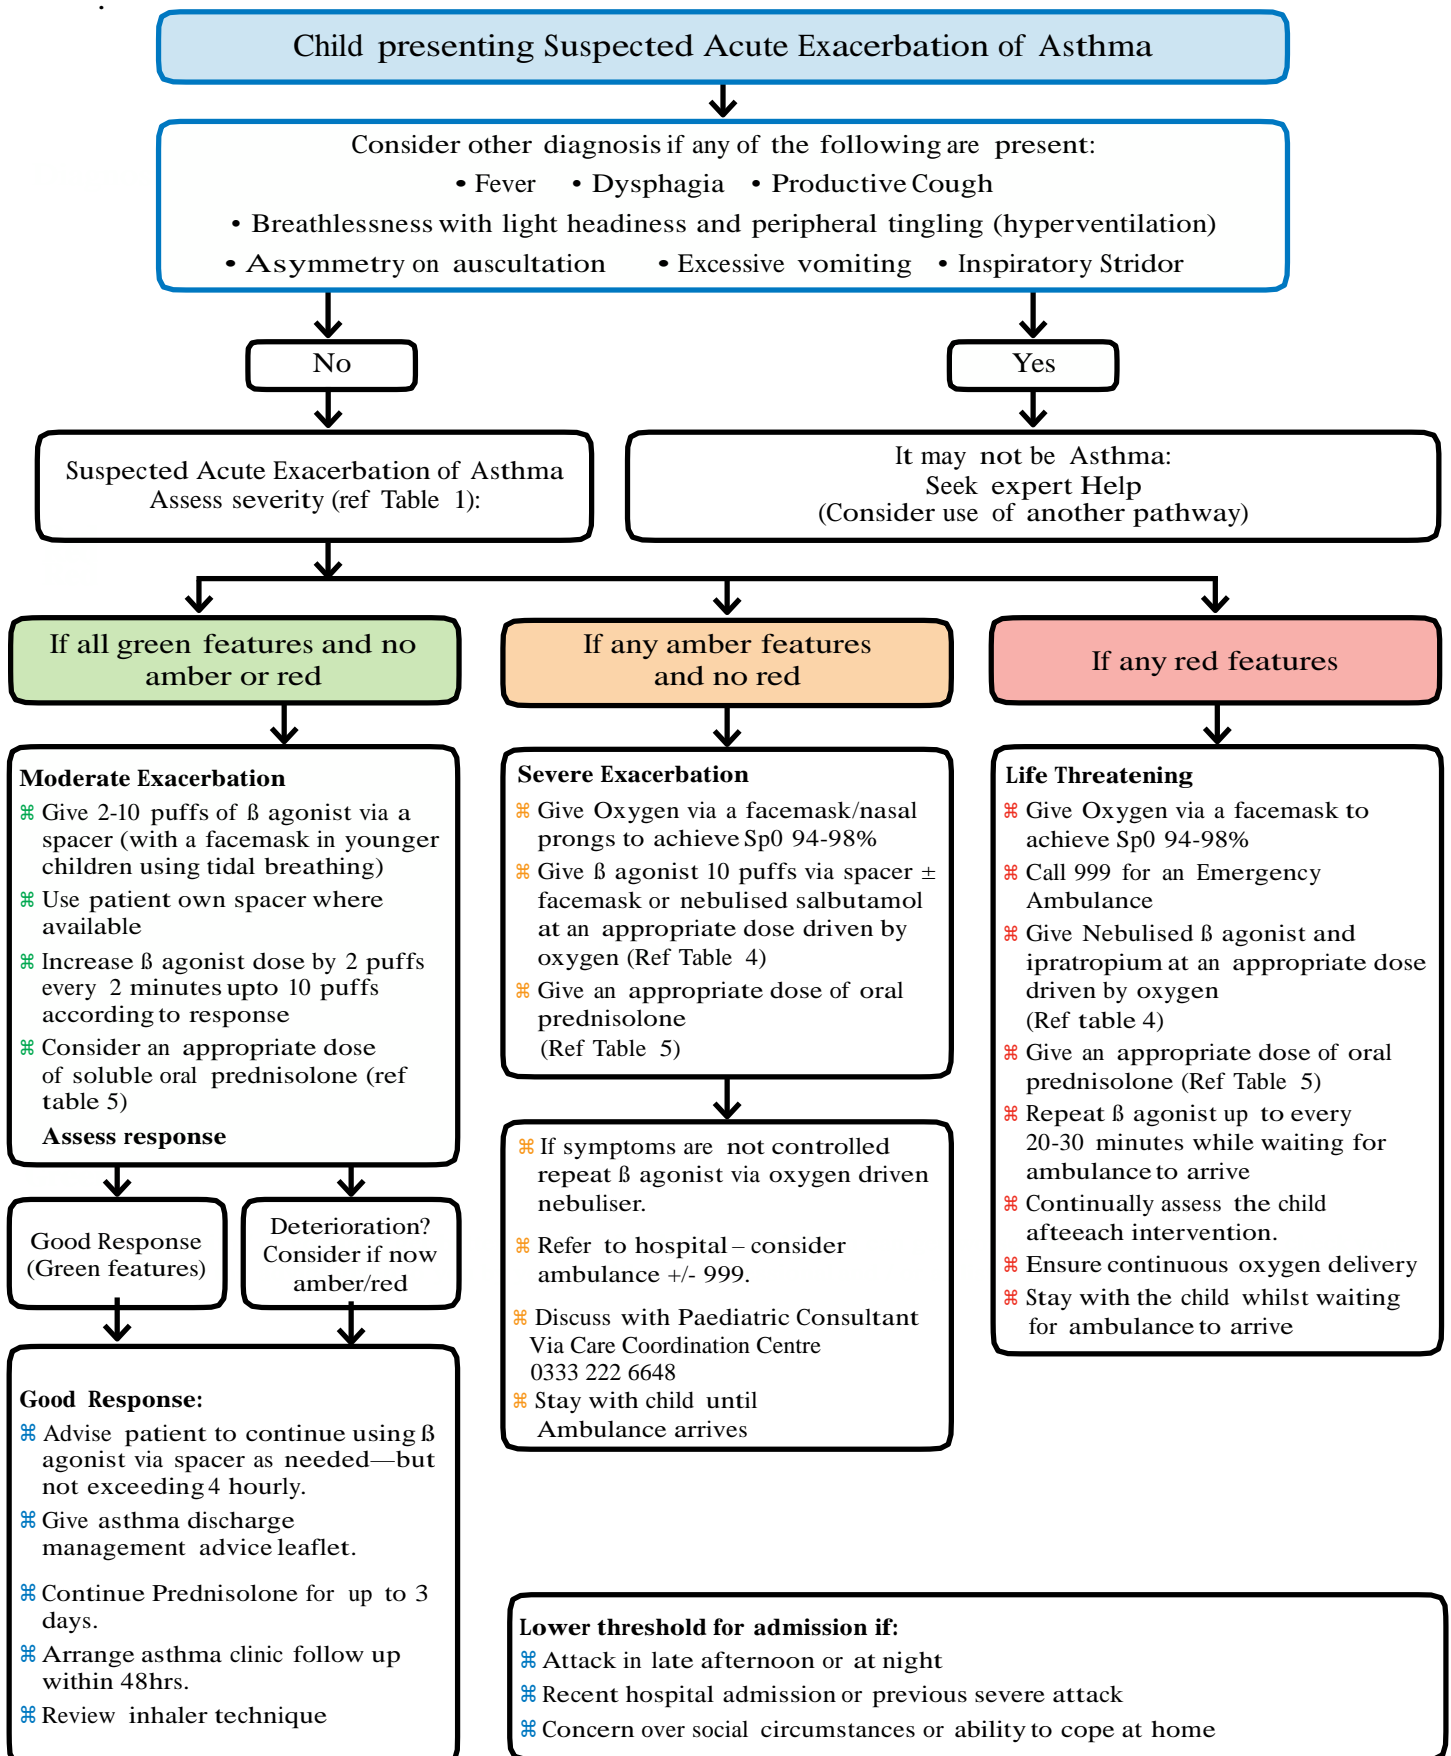 .
Child presenting Suspected Acute Exacerbation of Asthma
Consider other diagnosis if any of the following are present:
• Fever • Dysphagia • Productive Cough
• Breathlessness with light headiness and peripheral tingling (hyperventilation)
• Asymmetry on auscultation • Excessive vomiting • Inspiratory Stridor
No
Yes
Suspected Acute Exacerbation of Asthma
Assess severity (ref Table 1):
It may not be Asthma:
Seek expert Help
(Consider use of another pathway)
If all green features and no
amber or red
If any amber features
and no red
If any red features
Moderate Exacerbation
⌘ Give 2-10 puffs of ß agonist via a
spacer (with a facemask in younger
children using tidal breathing)
⌘ Use patient own spacer where
available
⌘ Increase ß agonist dose by 2 puffs
every 2 minutes upto 10 puffs
according to response
⌘ Consider an appropriate dose
of soluble oral prednisolone (ref
table 5)
Assess response
Good Response
(Green features)
Deterioration?
Consider if now
amber/red
Good Response:
⌘ Advise patient to continue using ß
agonist via spacer as needed—but
not exceeding 4 hourly.
⌘ Give asthma discharge
management advice leaflet.
⌘ Continue Prednisolone for up to 3
days.
⌘ Arrange asthma clinic follow up
within 48hrs.
⌘ Review inhaler technique
Severe Exacerbation
⌘ Give Oxygen via a facemask/nasal
prongs to achieve Sp0 94-98%
⌘ Give ß agonist 10 puffs via spacer ±
facemask or nebulised salbutamol
at an appropriate dose driven by
oxygen (Ref Table 4)
⌘ Give an appropriate dose of oral
prednisolone
(Ref Table 5)
⌘ If symptoms are not controlled
repeat ß agonist via oxygen driven
nebuliser.
⌘ Refer to hospital – consider
ambulance +/- 999.
⌘ Discuss with Paediatric Consultant
Via Care Coordination Centre
0333 222 6648
⌘ Stay with child until
Ambulance arrives
Life Threatening
⌘ Give Oxygen via a facemask to
achieve Sp0 94-98%
⌘ Call 999 for an Emergency
Ambulance
⌘ Give Nebulised ß agonist and
ipratropium at an appropriate dose
driven by oxygen
(Ref table 4)
⌘ Give an appropriate dose of oral
prednisolone (Ref Table 5)
⌘ Repeat ß agonist up to every
20-30 minutes while waiting for
ambulance to arrive
⌘ Continually assess the child
afteeach intervention.
⌘ Ensure continuous oxygen delivery
⌘ Stay with the child whilst waiting
for ambulance to arrive
Lower threshold for admission if:
⌘ Attack in late afternoon or at night
⌘ Recent hospital admission or previous severe attack
⌘ Concern over social circumstances or ability to cope at home